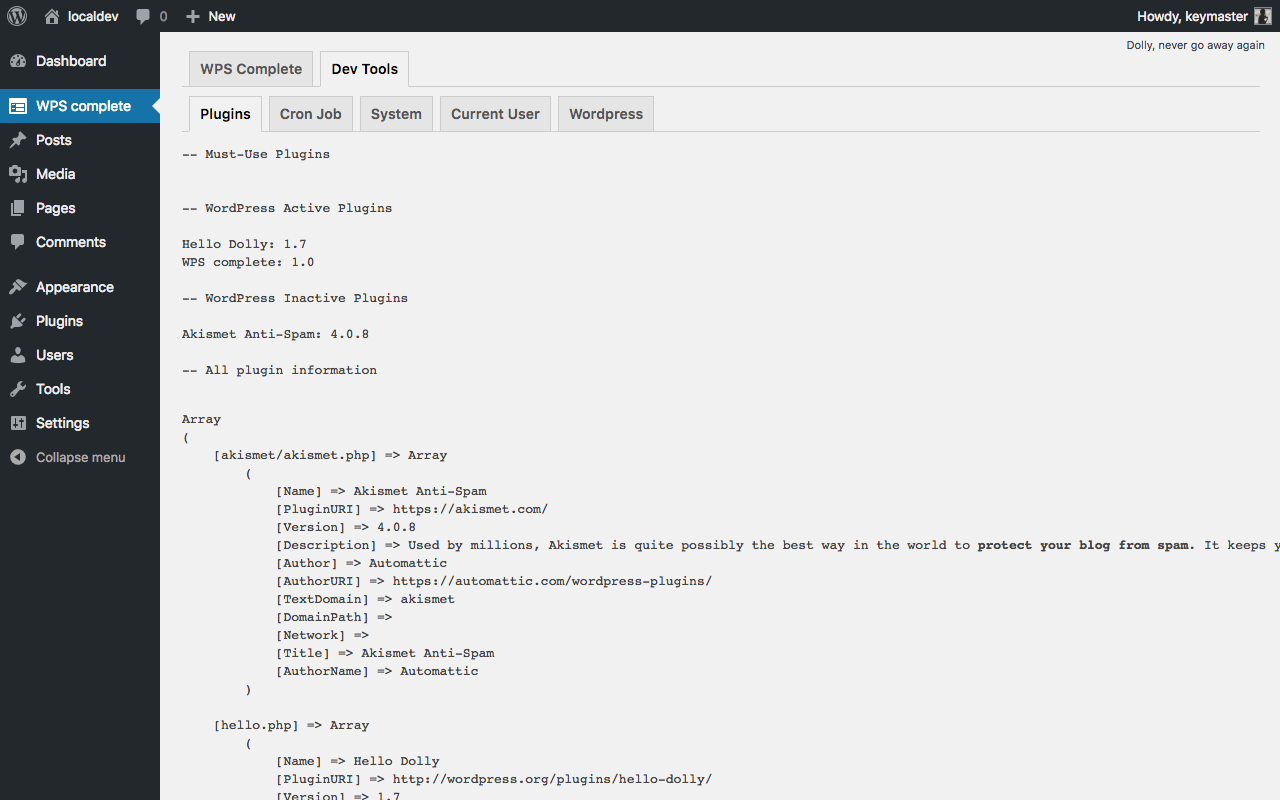 localdev 0 New Howdy, keymaster
Dolly, never go away again
Dashboard
WPS complete
Posts
Media
Pages
Comments
Appearance
Plugins
Users
Tools
Settings
Collapse menu
WPS Complete Dev Tools
Plugins Cron Job System Current User Wordpress
-- Must-Use Plugins
-- WordPress Active Plugins
Hello Dolly: 1.7
WPS complete: 1.0
-- WordPress Inactive Plugins
Akismet Anti-Spam: 4.0.8
-- All plugin information
Array
(
[akismet/akismet.php] => Array
(
[Name] => Akismet Anti-Spam
[PluginURI] => https://akismet.com/
[Version] => 4.0.8
[Description] => Used by millions, Akismet is quite possibly the best way in the world to protect your blog from spam. It keeps
[Author] => Automattic
[AuthorURI] => https://automattic.com/wordpress-plugins/
[TextDomain] => akismet
[DomainPath] =>
[Network] =>
[Title] => Akismet Anti-Spam
[AuthorName] => Automattic
)
[hello.php] => Array
(
[Name] => Hello Dolly
[PluginURI] => http://wordpress.org/plugins/hello-dolly/
[Version] => 1.7